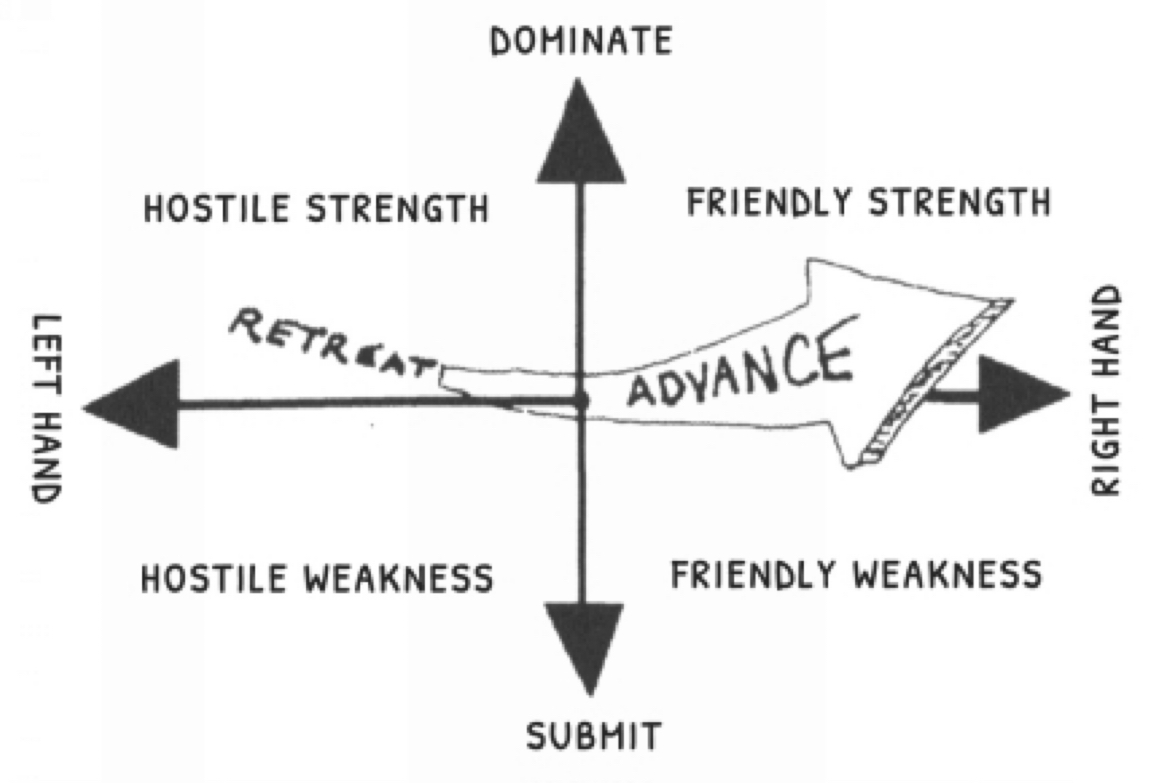 DOMINATE
HOSTILE STRENGTH
FRIENDLY STRENGTH
LEFT HAND
RETREAT
ADVANCE
RIGHT HAND
HOSTILE WEAKNESS
FRIENDLY WEAKNESS
SUBMIT